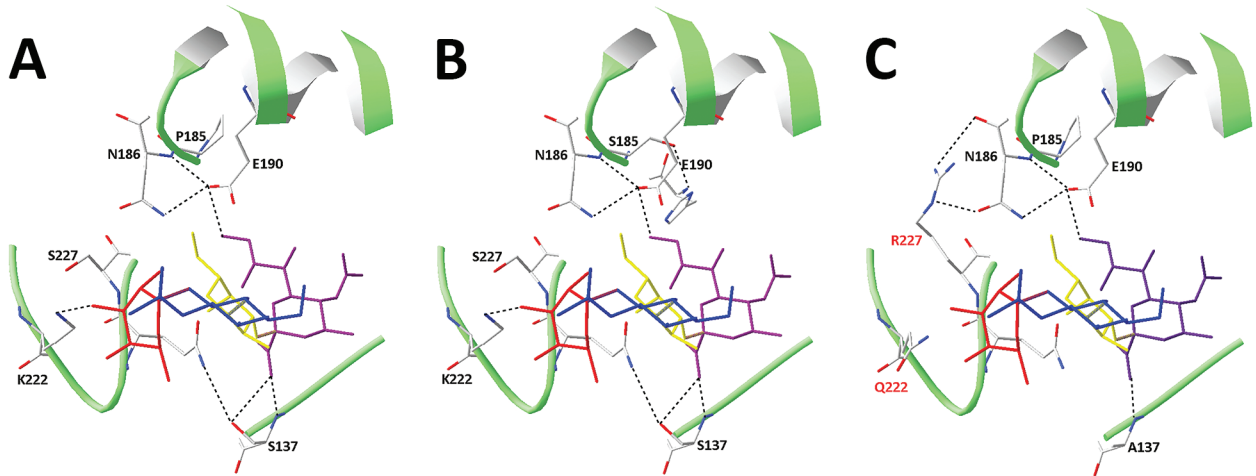 A
P185
N186
E190
S227
K222
S137
B
S185
N186
E190
S227
K222
S137
C
P185
N186
E190
R227
Q222
A137